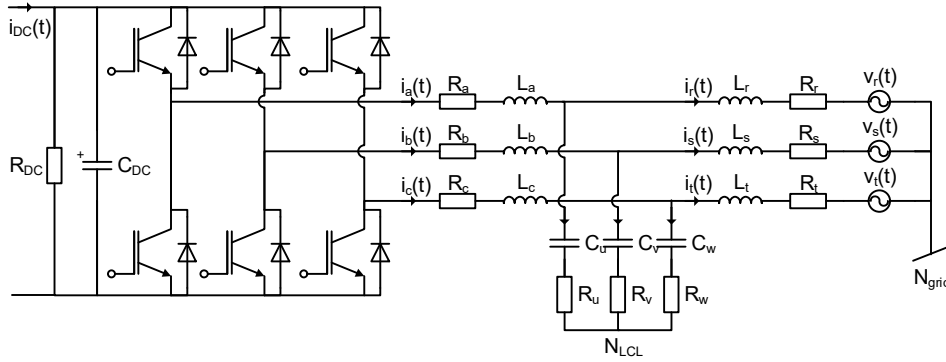 i_DC(t)
R_DC
+
C_DC
i_a(t) R_a L_a i_r(t) L_r R_r v_r(t)
i_b(t) R_b L_b i_s(t) L_s R_s v_s(t)
i_c(t) R_c L_c i_t(t) L_t R_t v_t(t)
C_u C_v C_w
R_u R_v R_w
N_LCL
N_grid